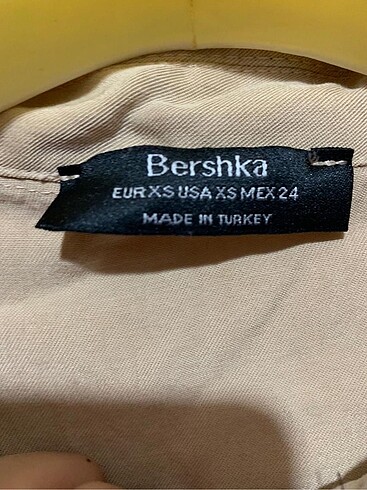 Bershka
EUR XS USA XS MEX 24
MADE IN TURKEY